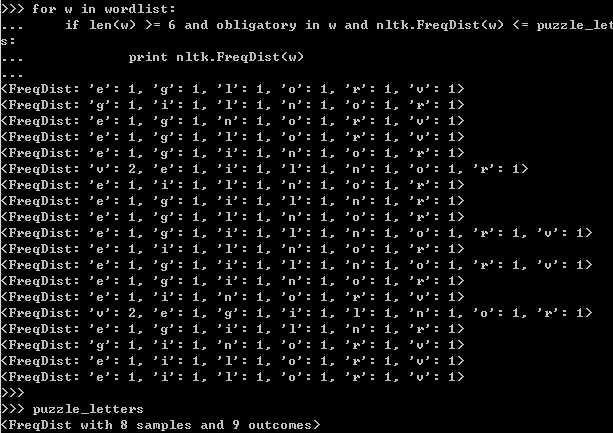 >>> for w in wordlist:
...     if len(w) >= 6 and obligatory in w and nltk.FreqDist(w) <= puzzle_letter
s:
...             print nltk.FreqDist(w)
...
<FreqDist: 'e': 1, 'g': 1, 'l': 1, 'o': 1, 'r': 1, 'v': 1>
<FreqDist: 'g': 1, 'i': 1, 'l': 1, 'n': 1, 'o': 1, 'r': 1>
<FreqDist: 'e': 1, 'g': 1, 'n': 1, 'o': 1, 'r': 1, 'v': 1>
<FreqDist: 'e': 1, 'g': 1, 'l': 1, 'o': 1, 'r': 1, 'v': 1>
<FreqDist: 'e': 1, 'g': 1, 'i': 1, 'n': 1, 'o': 1, 'r': 1>
<FreqDist: 'v': 2, 'e': 1, 'i': 1, 'l': 1, 'n': 1, 'o': 1, 'r': 1>
<FreqDist: 'e': 1, 'i': 1, 'l': 1, 'n': 1, 'o': 1, 'r': 1>
<FreqDist: 'e': 1, 'g': 1, 'i': 1, 'l': 1, 'n': 1, 'r': 1>
<FreqDist: 'e': 1, 'g': 1, 'l': 1, 'n': 1, 'o': 1, 'r': 1>
<FreqDist: 'e': 1, 'g': 1, 'i': 1, 'l': 1, 'n': 1, 'o': 1, 'r': 1, 'v': 1>
<FreqDist: 'e': 1, 'i': 1, 'l': 1, 'n': 1, 'o': 1, 'r': 1>
<FreqDist: 'e': 1, 'g': 1, 'i': 1, 'l': 1, 'n': 1, 'o': 1, 'r': 1, 'v': 1>
<FreqDist: 'e': 1, 'g': 1, 'i': 1, 'n': 1, 'o': 1, 'r': 1>
<FreqDist: 'e': 1, 'i': 1, 'n': 1, 'o': 1, 'r': 1, 'v': 1>
<FreqDist: 'v': 2, 'e': 1, 'g': 1, 'i': 1, 'l': 1, 'n': 1, 'o': 1, 'r': 1>
<FreqDist: 'e': 1, 'g': 1, 'i': 1, 'l': 1, 'n': 1, 'r': 1>
<FreqDist: 'g': 1, 'i': 1, 'n': 1, 'o': 1, 'r': 1, 'v': 1>
<FreqDist: 'e': 1, 'i': 1, 'l': 1, 'o': 1, 'r': 1, 'v': 1>
<FreqDist: 'e': 1, 'i': 1, 'l': 1, 'o': 1, 'r': 1, 'v': 1>
>>>
>>> puzzle_letters
<FreqDist with 8 samples and 9 outcomes>